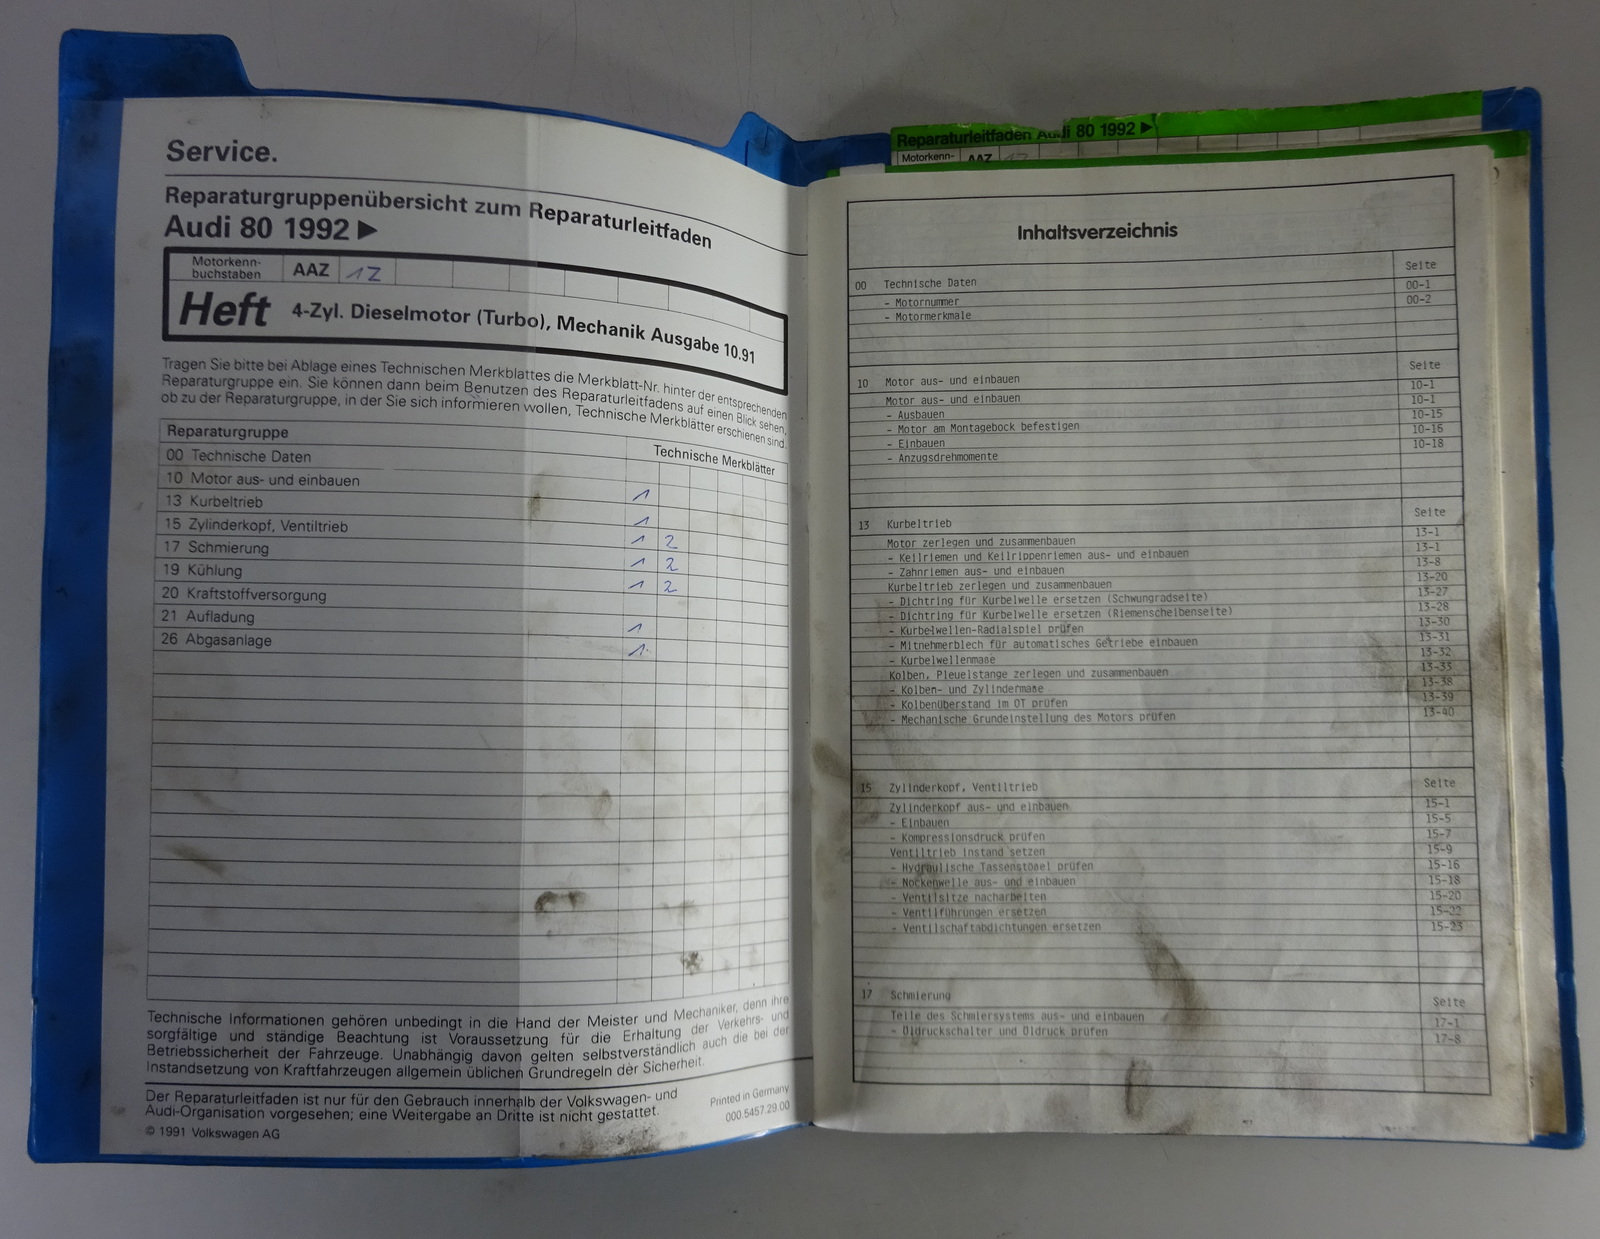 Service.
Reparaturgruppenübersicht zum Reparaturleitfaden
Audi 80 1992 ▶
Motorkenn-
buchstaben AAZ 1Z
Heft 4-Zyl. Dieselmotor (Turbo), Mechanik Ausgabe 10.91
Tragen Sie bitte bei Ablage eines Technischen Merkblattes die Merkblatt-Nr. hinter der entsprechenden
Reparaturgruppe ein. Sie können dann beim Benutzen des Reparaturleitfadens auf einen Blick sehen,
ob zu der Reparaturgruppe, in der Sie sich informieren wollen, Technische Merkblätter erschienen sind.
Reparaturgruppe Technische Merkblätter
00 Technische Daten
10 Motor aus- und einbauen 1
13 Kurbeltrieb 1
15 Zylinderkopf, Ventiltrieb 1 2
17 Schmierung 1 2
19 Kühlung 1 2
20 Kraftstoffversorgung
21 Aufladung 1
26 Abgasanlage 1
Technische Informationen gehören unbedingt in die Hand der Meister und Mechaniker, denn ihre
sorgfältige und ständige Beachtung ist Voraussetzung für die Erhaltung der Verkehrs- und
Betriebssicherheit der Fahrzeuge. Unabhängig davon gelten selbstverständlich auch die bei der
Instandsetzung von Kraftfahrzeugen allgemein üblichen Grundregeln der Sicherheit.
Der Reparaturleitfaden ist nur für den Gebrauch innerhalb der Volkswagen- und
Audi-Organisation vorgesehen; eine Weitergabe an Dritte ist nicht gestattet.
© 1991 Volkswagen AG
Printed in Germany
000.5457.29.00
Reparaturleitfaden Audi 80 1992 ▶
Motorkenn- AAZ 1Z
Inhaltsverzeichnis
Seite
00 Technische Daten 00-1
- Motornummer 00-2
- Motormerkmale
Seite
10 Motor aus- und einbauen 10-1
Motor aus- und einbauen 10-1
- Ausbauen 10-15
- Motor am Montagebock befestigen 10-16
- Einbauen 10-18
- Anzugsdrehmomente
Seite
13 Kurbeltrieb 13-1
Motor zerlegen und zusammenbauen 13-1
- Keilriemen und Keilrippenriemen aus- und einbauen 13-8
- Zahnriemen aus- und einbauen 13-20
Kurbeltrieb zerlegen und zusammenbauen 13-27
- Dichtring für Kurbelwelle ersetzen (Schwungradseite) 13-28
- Dichtring für Kurbelwelle ersetzen (Riemenscheibenseite) 13-30
- Kurbelwellen-Radialspiel prüfen 13-31
- Mitnehmerblech für automatisches Getriebe einbauen 13-32
- Kurbelwellenmaße 13-33
Kolben, Pleuelstange zerlegen und zusammenbauen 13-38
- Kolben- und Zylindermaße 13-39
- Kolbenüberstand im OT prüfen 13-40
- Mechanische Grundeinstellung des Motors prüfen
Seite
15 Zylinderkopf, Ventiltrieb 15-1
Zylinderkopf aus- und einbauen 15-5
- Einbauen 15-7
- Kompressionsdruck prüfen 15-9
Ventiltrieb instand setzen 15-16
- Hydraulische Tassenstößel prüfen 15-18
- Nockenwelle aus- und einbauen 15-20
- Ventilsitze nacharbeiten 15-22
- Ventilführungen ersetzen 15-23
- Ventilschaftabdichtungen ersetzen
Seite
17 Schmierung 17-1
Teile des Schmiersystems aus- und einbauen 17-8
- Öldruckschalter und Öldruck prüfen